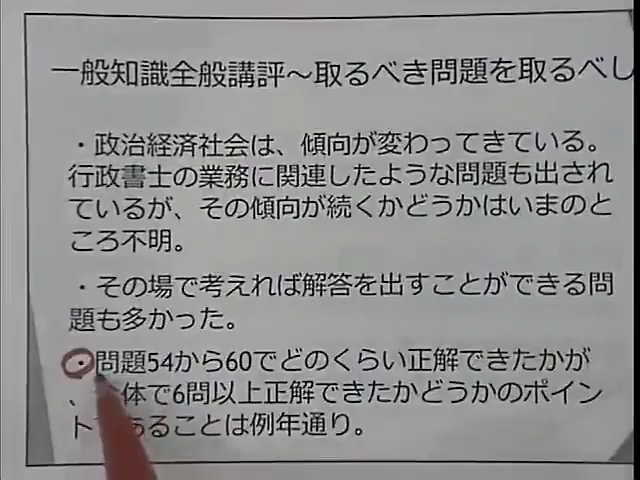 一般知識全般講評～取るべき問題を取るべし
・政治経済社会は、傾向が変わってきている。
行政書士の業務に関連したような問題も出され
ているが、その傾向が続くかどうかはいまのと
ころ不明。
・その場で考えれば解答を出すことができる問
題も多かった。
・問題54から60でどのくらい正解できたかが
、 体で6問以上正解できたかどうかのポイン
ト あることは例年通り。